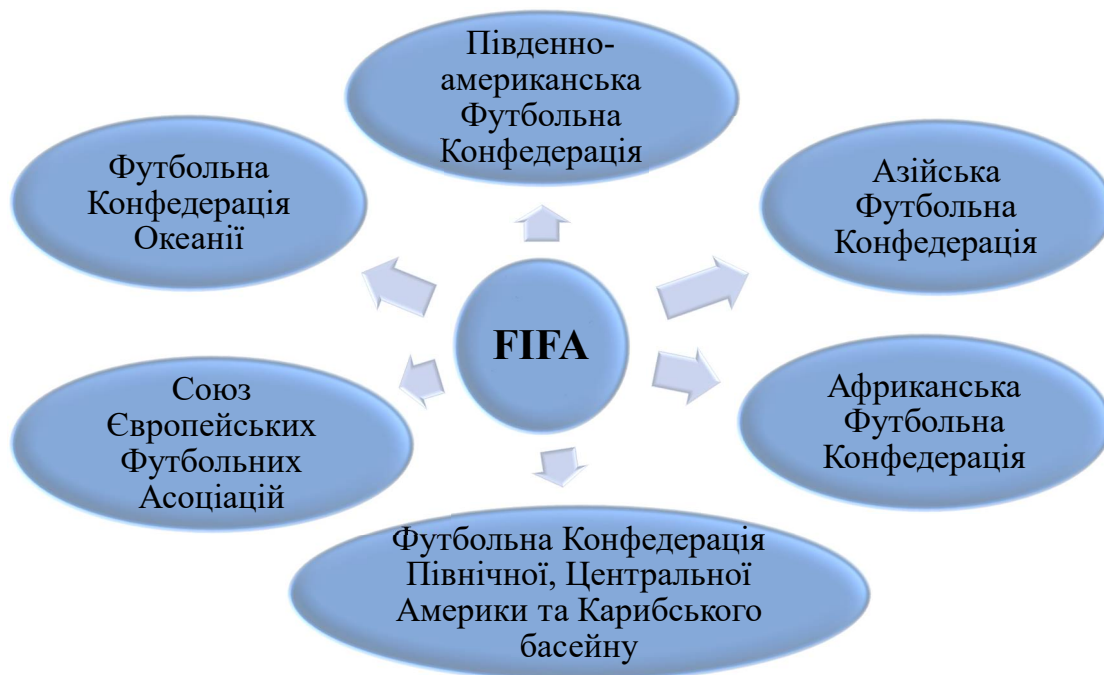 Південно-
американська
Футбольна
Конфедерація
Футбольна
Конфедерація
Океанії
Азійська
Футбольна
Конфедерація
FIFA
Союз
Європейських
Футбольних
Асоціацій
Африканська
Футбольна
Конфедерація
Футбольна Конфедерація
Північної, Центральної
Америки та Карибського
басейну